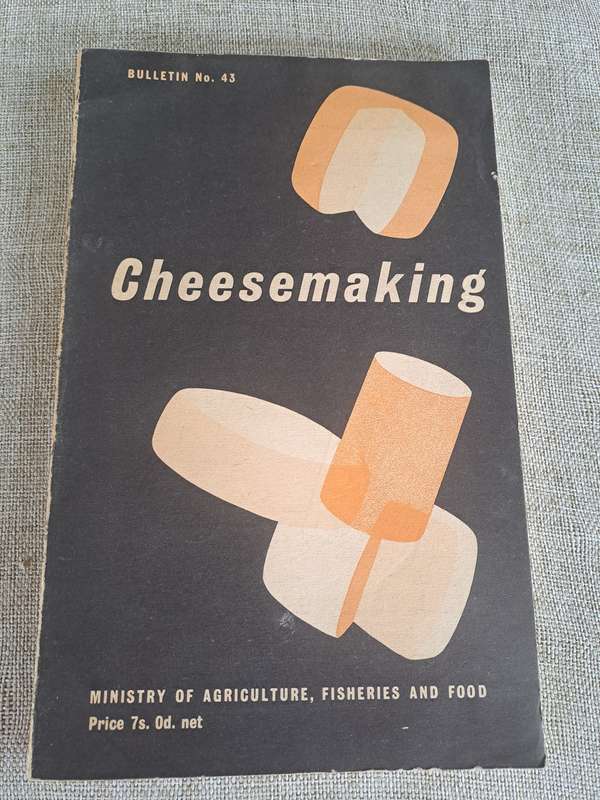 BULLETIN No. 43
Cheesemaking
MINISTRY OF AGRICULTURE, FISHERIES AND FOOD
Price 7s. 0d. net